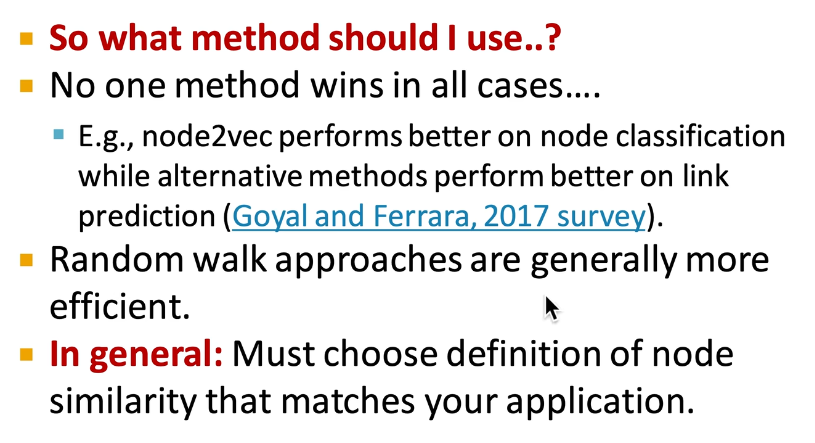 So what method should I use..?
No one method wins in all cases....
E.g., node2vec performs better on node classification
while alternative methods perform better on link
prediction (Goyal and Ferrara, 2017 survey).
Random walk approaches are generally more
efficient.
In general: Must choose definition of node
similarity that matches your application.